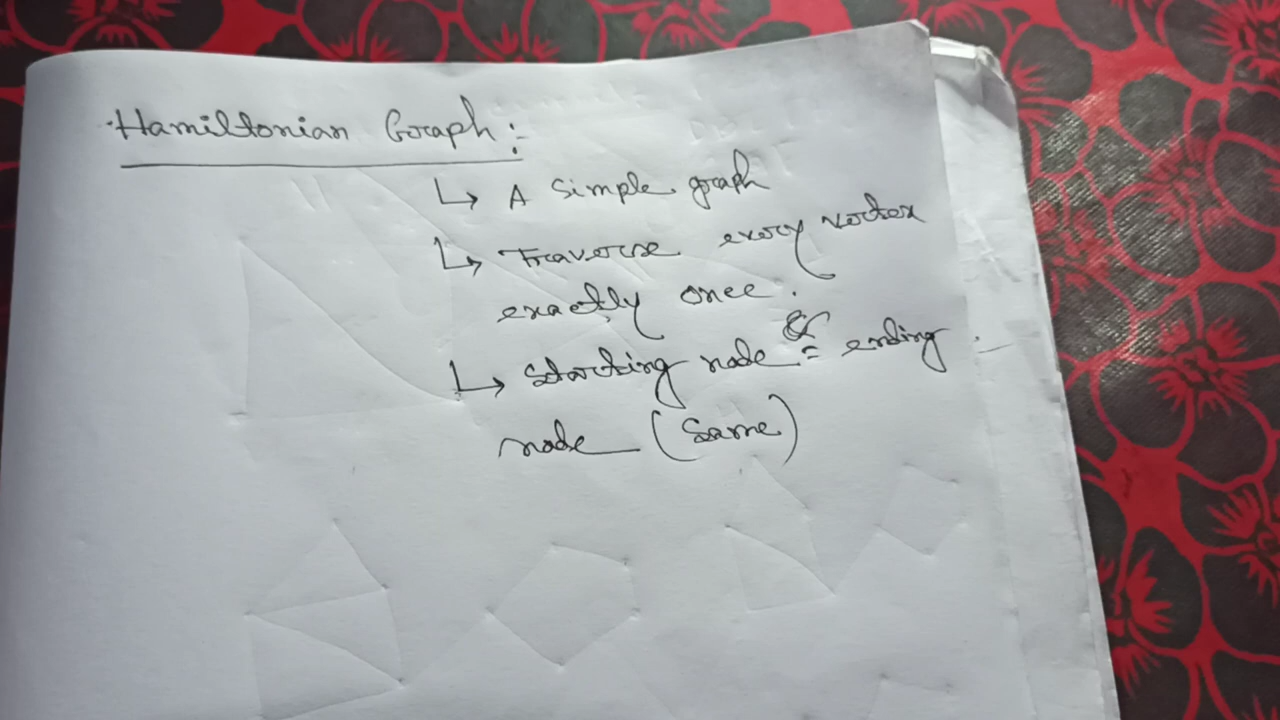 Hamiltonian Graph:-
↳ A simple graph
↳ Traverse every vertex
exactly once.
↳ Starting node & = ending
node (Same)